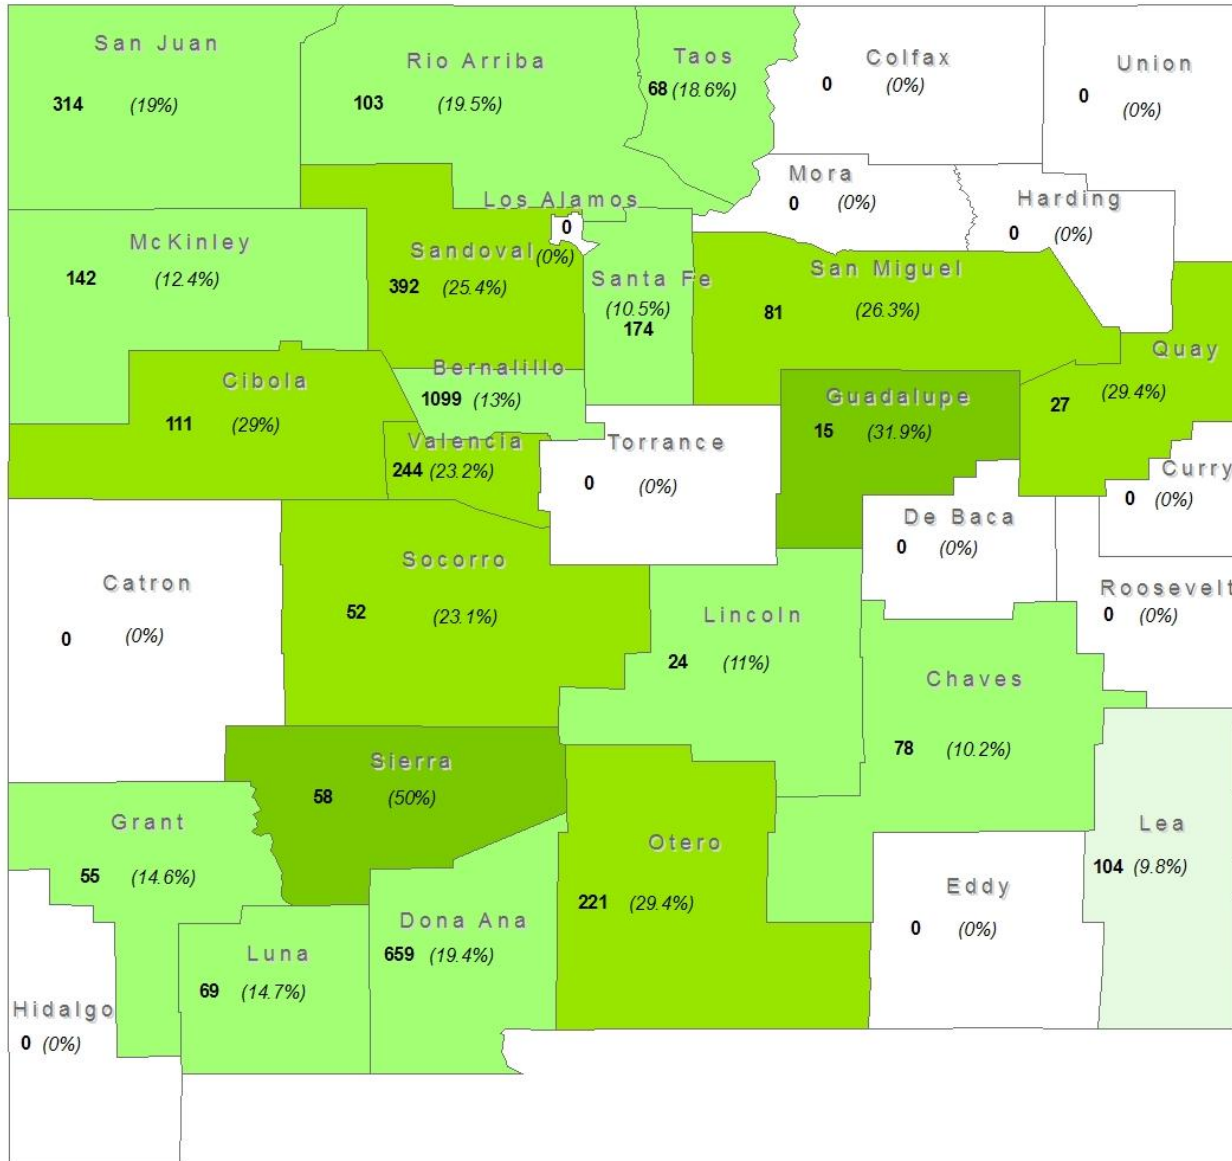 San Juan
314 (19%)
Rio Arriba
103 (19.5%)
Taos
68 (18.6%)
Colfax
0 (0%)
Union
0 (0%)
Mora
0 (0%)
Harding
0 (0%)
Los Alamos
0
(0%)
McKinley
142 (12.4%)
Sandoval
392 (25.4%)
Santa Fe
(10.5%)
174
San Miguel
81 (26.3%)
Quay
27 (29.4%)
Cibola
111 (29%)
Bernalillo
1099 (13%)
Guadalupe
15 (31.9%)
Valencia
244 (23.2%)
Torrance
0 (0%)
Curry
0 (0%)
De Baca
0 (0%)
Catron
0 (0%)
Socorro
52 (23.1%)
Roosevelt
0 (0%)
Lincoln
24 (11%)
Chaves
78 (10.2%)
Sierra
58 (50%)
Grant
55 (14.6%)
Otero
221 (29.4%)
Lea
104 (9.8%)
Eddy
0 (0%)
Dona Ana
659 (19.4%)
Luna
69 (14.7%)
Hidalgo
0 (0%)